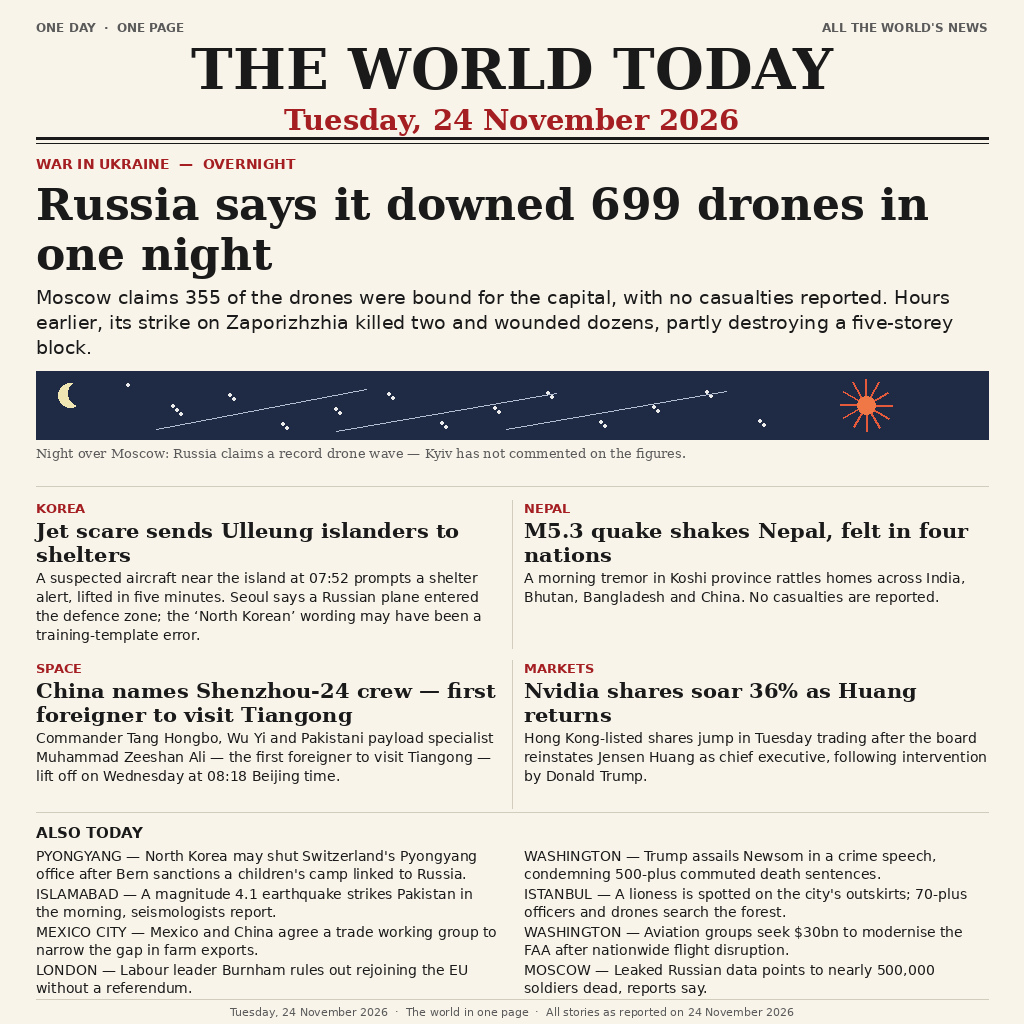 ONE DAY · ONE PAGE
ALL THE WORLD'S NEWS
THE WORLD TODAY
Tuesday, 24 November 2026
WAR IN UKRAINE — OVERNIGHT
Russia says it downed 699 drones in
one night
Moscow claims 355 of the drones were bound for the capital, with no casualties reported. Hours
earlier, its strike on Zaporizhzhia killed two and wounded dozens, partly destroying a five-storey
block.
Night over Moscow: Russia claims a record drone wave — Kyiv has not commented on the figures.
KOREA
Jet scare sends Ulleung islanders to
shelters
A suspected aircraft near the island at 07:52 prompts a shelter
alert, lifted in five minutes. Seoul says a Russian plane entered
the defence zone; the ‘North Korean’ wording may have been a
training-template error.
NEPAL
M5.3 quake shakes Nepal, felt in four
nations
A morning tremor in Koshi province rattles homes across India,
Bhutan, Bangladesh and China. No casualties are reported.
SPACE
China names Shenzhou-24 crew — first
foreigner to visit Tiangong
Commander Tang Hongbo, Wu Yi and Pakistani payload specialist
Muhammad Zeeshan Ali — the first foreigner to visit Tiangong —
lift off on Wednesday at 08:18 Beijing time.
MARKETS
Nvidia shares soar 36% as Huang
returns
Hong Kong-listed shares jump in Tuesday trading after the board
reinstates Jensen Huang as chief executive, following intervention
by Donald Trump.
ALSO TODAY
PYONGYANG — North Korea may shut Switzerland's Pyongyang
office after Bern sanctions a children's camp linked to Russia.
ISLAMABAD — A magnitude 4.1 earthquake strikes Pakistan in
the morning, seismologists report.
MEXICO CITY — Mexico and China agree a trade working group to
narrow the gap in farm exports.
LONDON — Labour leader Burnham rules out rejoining the EU
without a referendum.
WASHINGTON — Trump assails Newsom in a crime speech,
condemning 500-plus commuted death sentences.
ISTANBUL — A lioness is spotted on the city's outskirts; 70-plus
officers and drones search the forest.
WASHINGTON — Aviation groups seek $30bn to modernise the
FAA after nationwide flight disruption.
MOSCOW — Leaked Russian data points to nearly 500,000
soldiers dead, reports say.
Tuesday, 24 November 2026 · The world in one page · All stories as reported on 24 November 2026